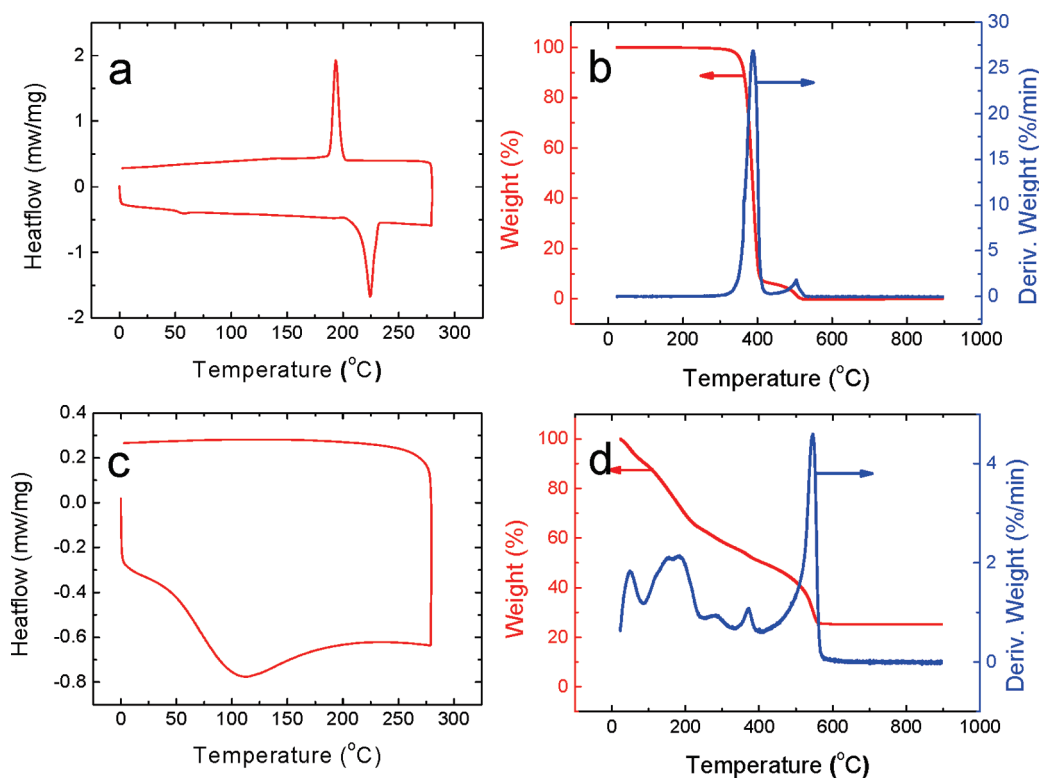 a
2
1
0
-1
-2
Heatflow (mw/mg)
0 50 100 150 200 250 300
Temperature (°C)
b
100
80
60
40
20
0
Weight (%)
30
25
20
15
10
5
0
Deriv. Weight (%/min)
0 200 400 600 800 1000
Temperature (°C)
c
0.4
0.2
0.0
-0.2
-0.4
-0.6
-0.8
Heatflow (mw/mg)
0 50 100 150 200 250 300
Temperature (°C)
d
100
80
60
40
20
0
Weight (%)
4
2
0
Deriv. Weight (%/min)
0 200 400 600 800 1000
Temperature (°C)